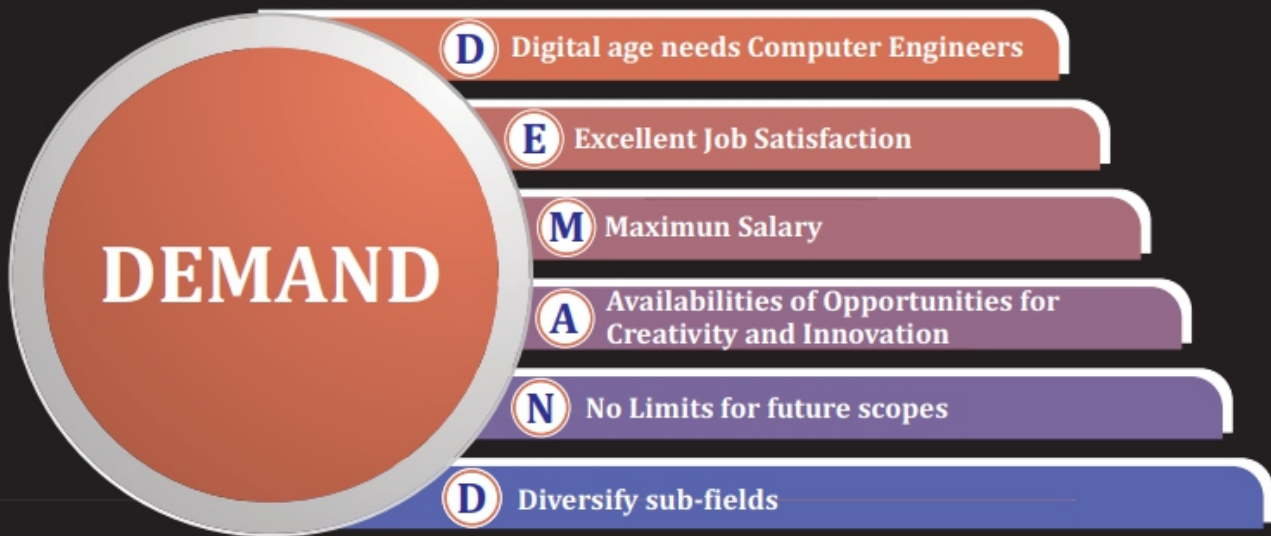 DEMAND
D Digital age needs Computer Engineers
E Excellent Job Satisfaction
M Maximun Salary
A Availabilities of Opportunities for
Creativity and Innovation
N No Limits for future scopes
D Diversify sub-fields